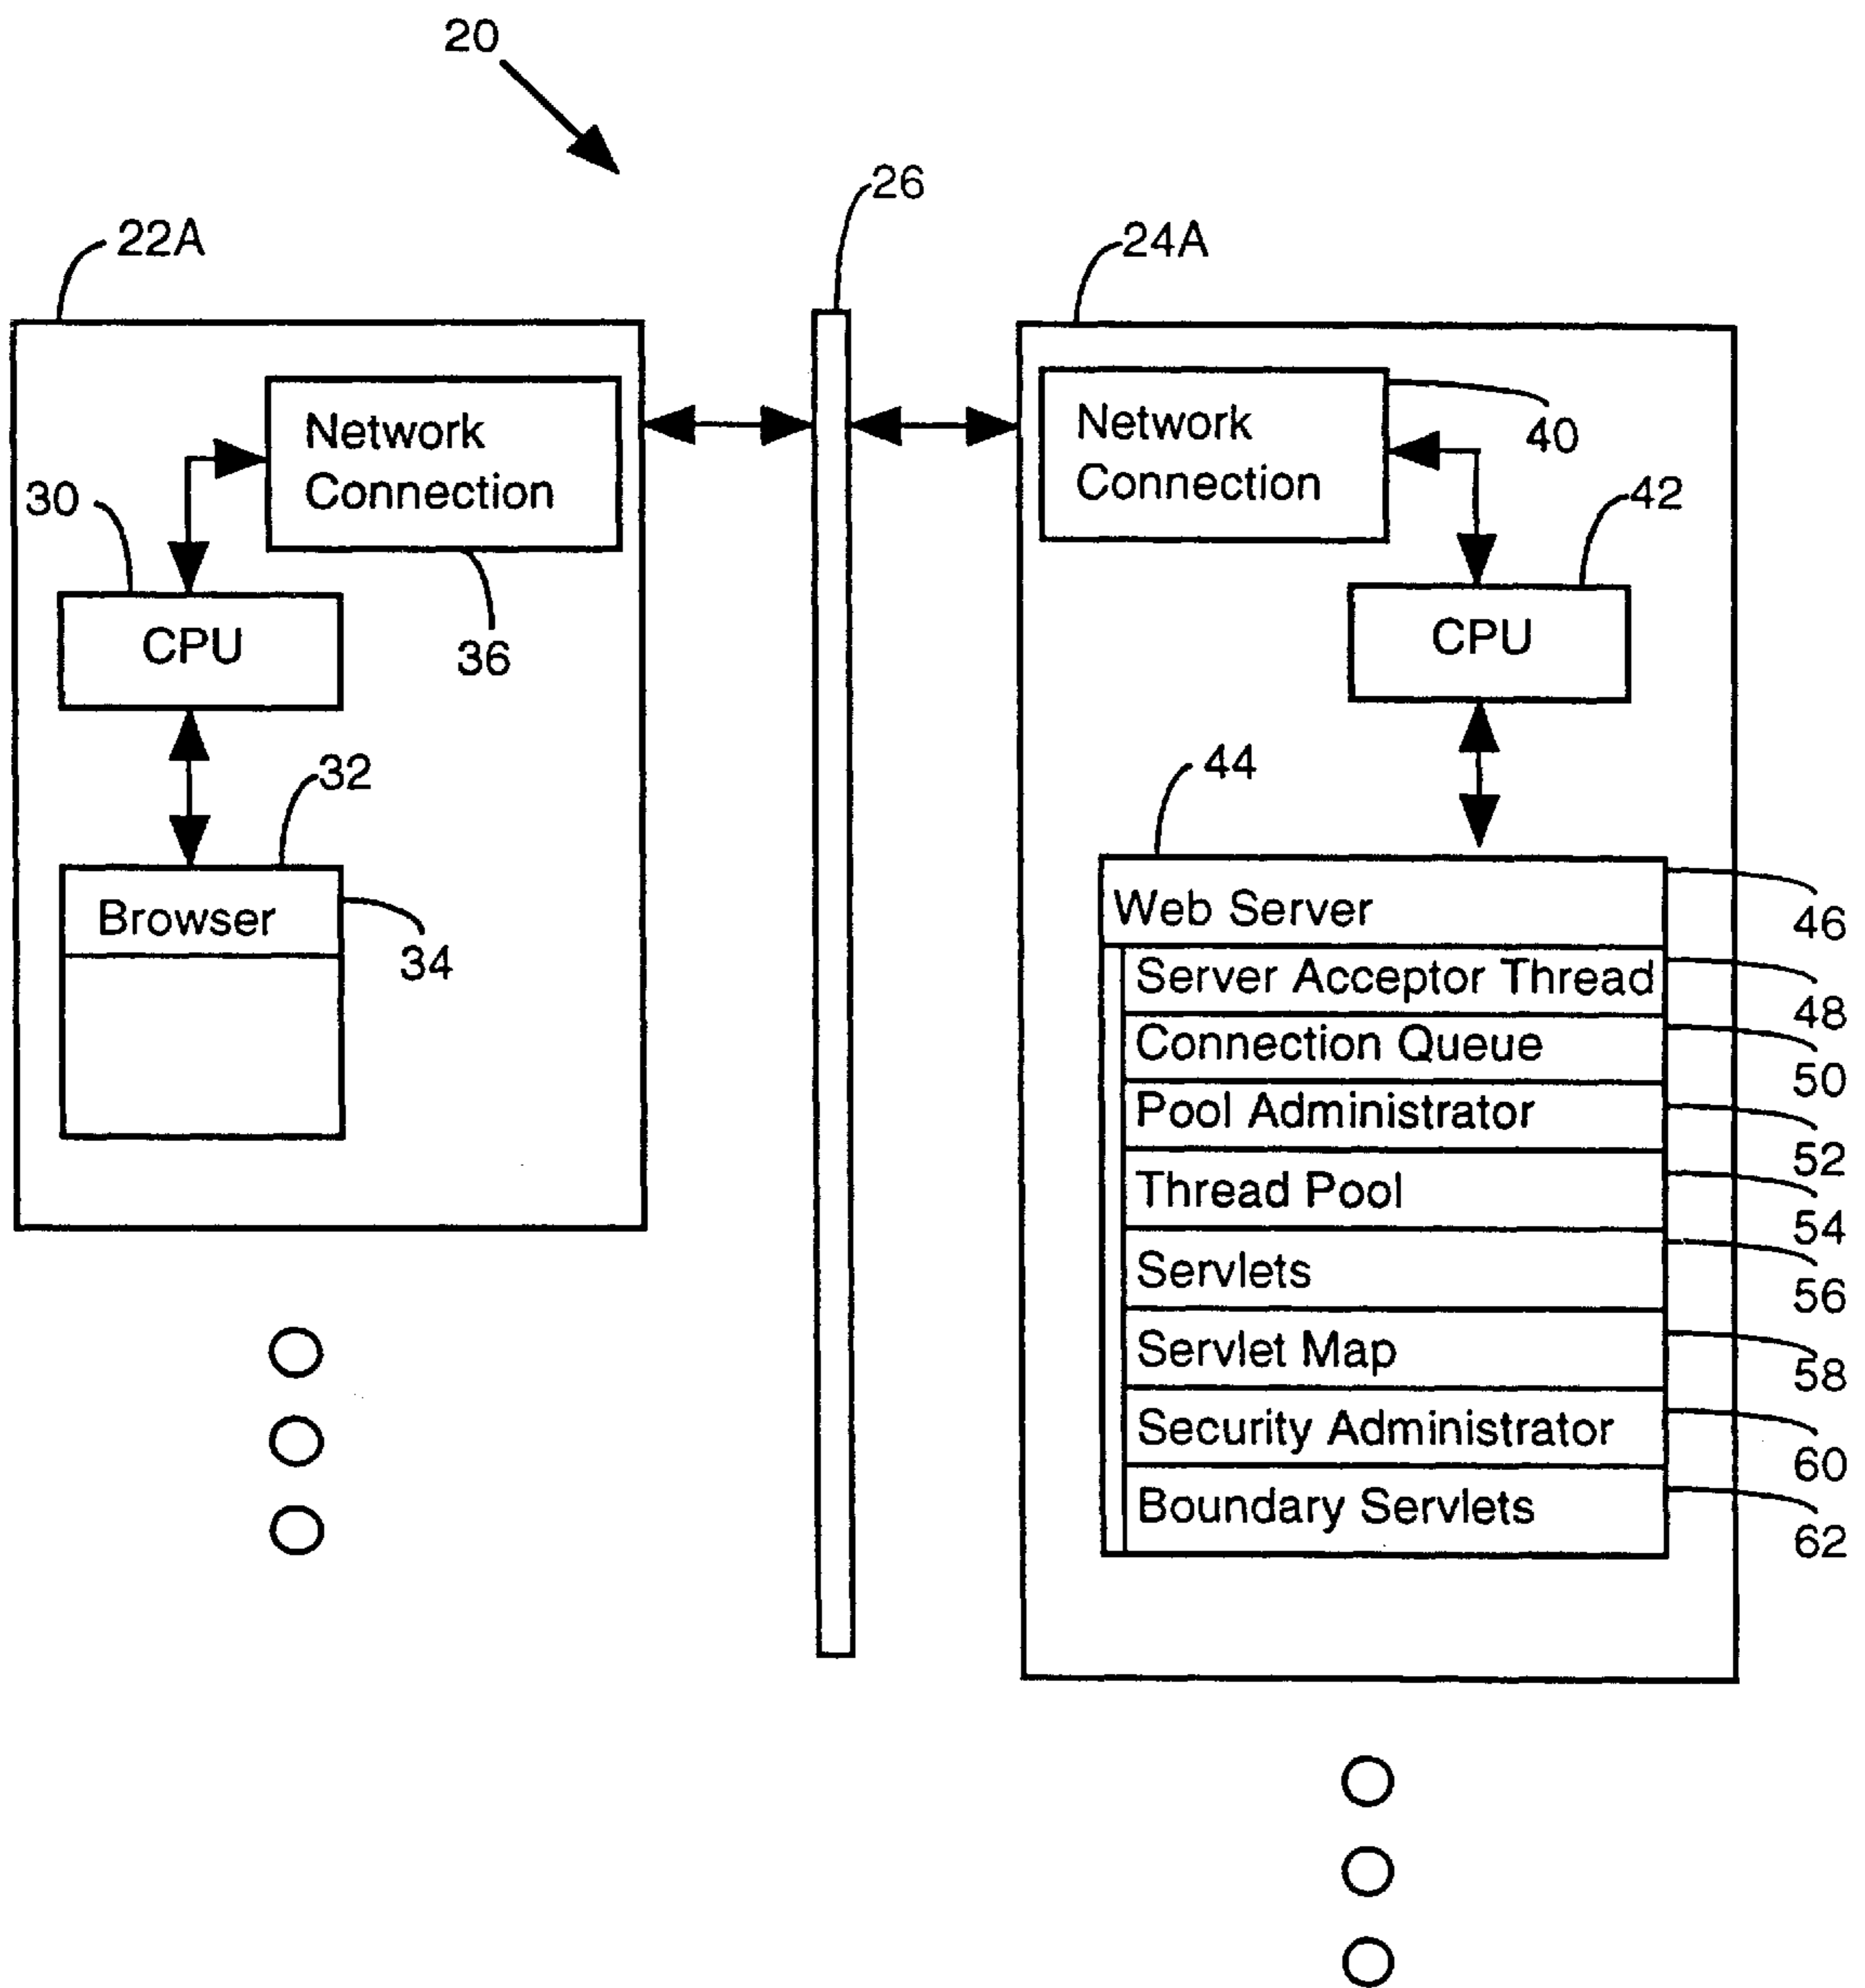 20
26
22A
24A
Network
Connection
36
30
CPU
32
Browser
34
Network
Connection
40
42
CPU
44
Web Server
46
Server Acceptor Thread
48
Connection Queue
50
Pool Administrator
52
Thread Pool
54
Servlets
56
Servlet Map
58
Security Administrator
60
Boundary Servlets
62